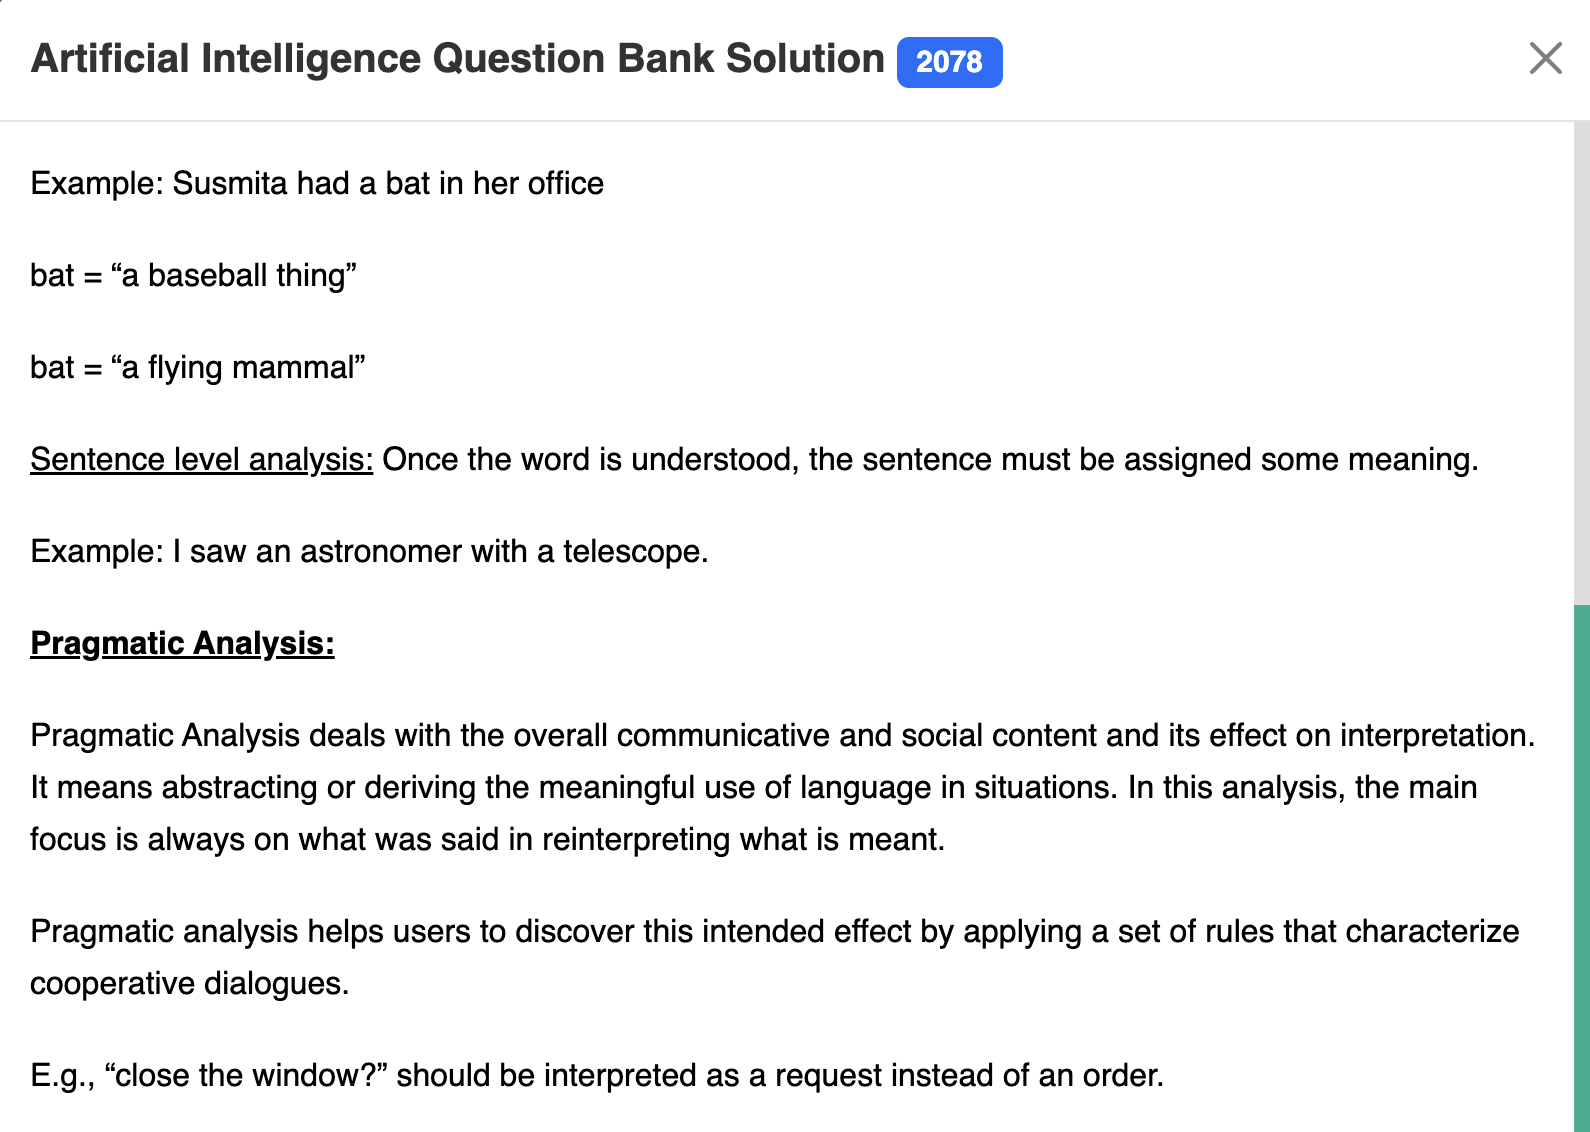 Artificial Intelligence Question Bank Solution 2078
Example: Susmita had a bat in her office
bat = “a baseball thing”
bat = “a flying mammal”
Sentence level analysis: Once the word is understood, the sentence must be assigned some meaning.
Example: I saw an astronomer with a telescope.
Pragmatic Analysis:
Pragmatic Analysis deals with the overall communicative and social content and its effect on interpretation.
It means abstracting or deriving the meaningful use of language in situations. In this analysis, the main
focus is always on what was said in reinterpreting what is meant.
Pragmatic analysis helps users to discover this intended effect by applying a set of rules that characterize
cooperative dialogues.
E.g., “close the window?” should be interpreted as a request instead of an order.